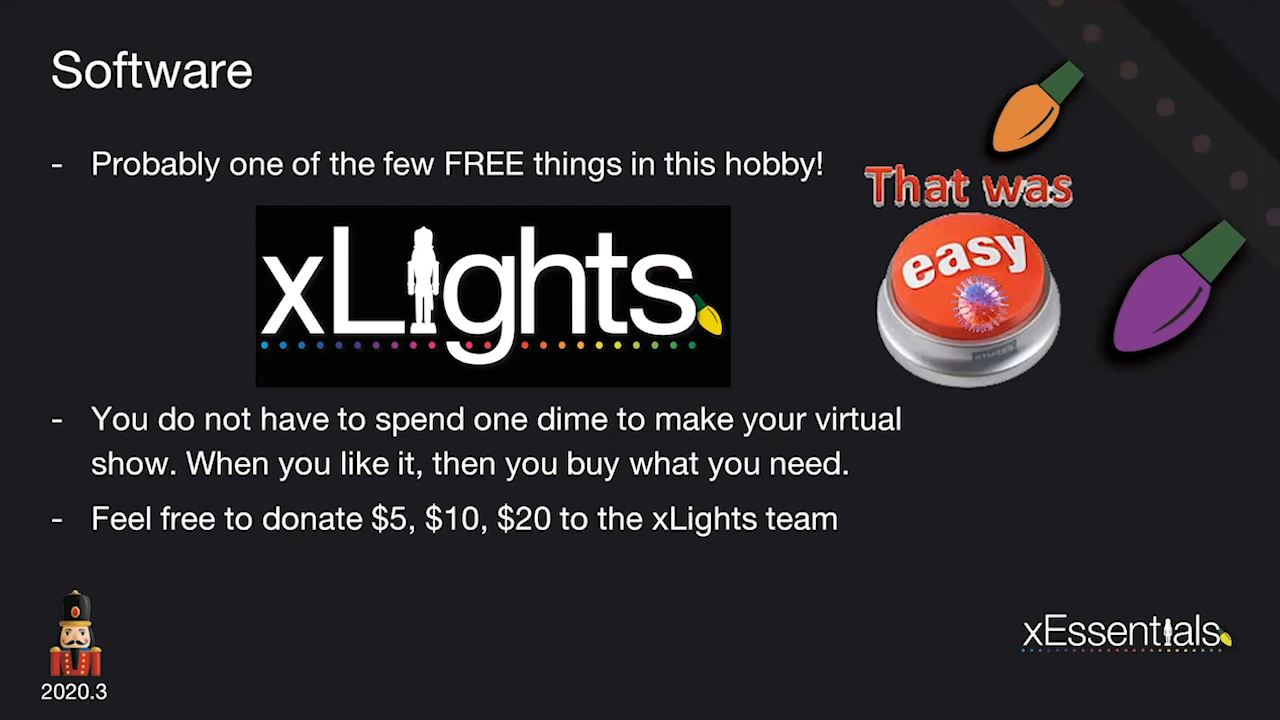 Software
- Probably one of the few FREE things in this hobby!
That was
easy
xLights
- You do not have to spend one dime to make your virtual
show. When you like it, then you buy what you need.
- Feel free to donate $5, $10, $20 to the xLights team
2020.3
xEssentials